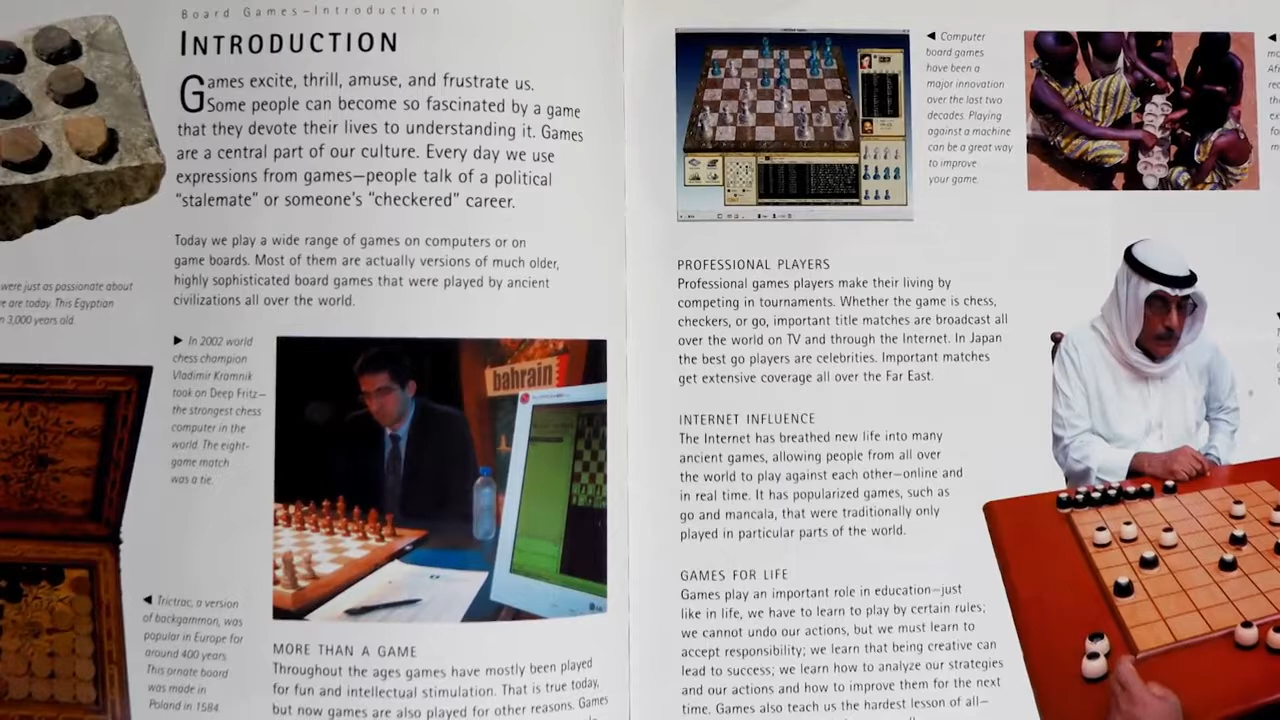 Board Games–Introduction
INTRODUCTION
Games excite, thrill, amuse, and frustrate us.
Some people can become so fascinated by a game
that they devote their lives to understanding it. Games
are a central part of our culture. Every day we use
expressions from games—people talk of a political
"stalemate" or someone's "checkered" career.
Today we play a wide range of games on computers or on
game boards. Most of them are actually versions of much older,
highly sophisticated board games that were played by ancient
civilizations all over the world.
were just as passionate about
we are today. This Egyptian
3,000 years old.
► In 2002 world
chess champion
Vladimir Kramnik
took on Deep Fritz—
the strongest chess
computer in the
world. The eight-
game match
was a tie.
bahrain
◄ Trictrac, a version
of backgammon, was
popular in Europe for
around 400 years.
This ornate board
was made in
Poland in 1584
MORE THAN A GAME
Throughout the ages games have mostly been played
for fun and intellectual stimulation. That is true today,
but now games are also played for other reasons. Games
◄ Computer
board games
have been a
major innovation
over the last two
decades. Playing
against a machine
can be a great way
to improve
your game.
PROFESSIONAL PLAYERS
Professional games players make their living by
competing in tournaments. Whether the game is chess,
checkers, or go, important title matches are broadcast all
over the world on TV and through the Internet. In Japan
the best go players are celebrities. Important matches
get extensive coverage all over the Far East.
INTERNET INFLUENCE
The Internet has breathed new life into many
ancient games, allowing people from all over
the world to play against each other—online and
in real time. It has popularized games, such as
go and mancala, that were traditionally only
played in particular parts of the world.
GAMES FOR LIFE
Games play an important role in education—just
like in life, we have to learn to play by certain rules;
we cannot undo our actions, but we must learn to
accept responsibility; we learn that being creative can
lead to success; we learn how to analyze our strategies
and our actions and how to improve them for the next
time. Games also teach us the hardest lesson of all—